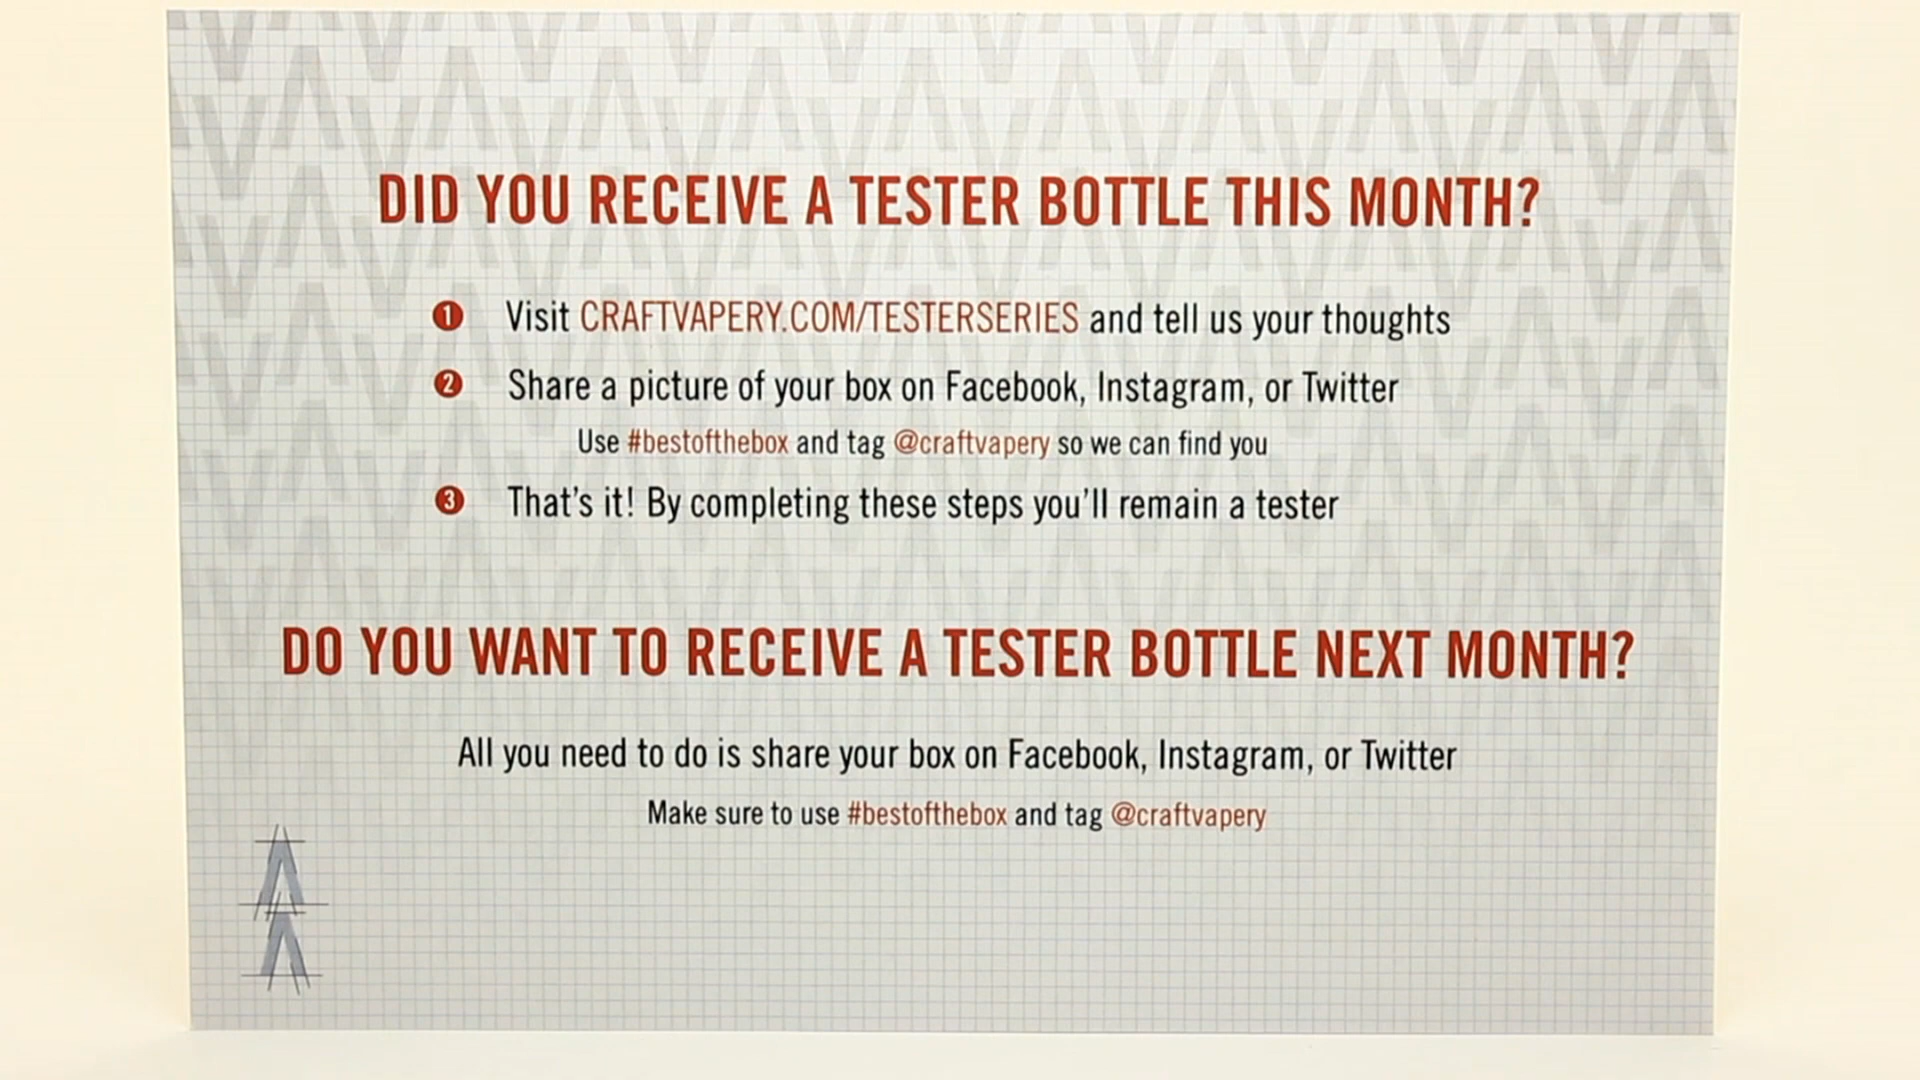 DID YOU RECEIVE A TESTER BOTTLE THIS MONTH?
1 Visit CRAFTVAPERY.COM/TESTERSERIES and tell us your thoughts
2 Share a picture of your box on Facebook, Instagram, or Twitter
Use #bestofthebox and tag @craftvapery so we can find you
3 That's it! By completing these steps you'll remain a tester
DO YOU WANT TO RECEIVE A TESTER BOTTLE NEXT MONTH?
All you need to do is share your box on Facebook, Instagram, or Twitter
Make sure to use #bestofthebox and tag @craftvapery